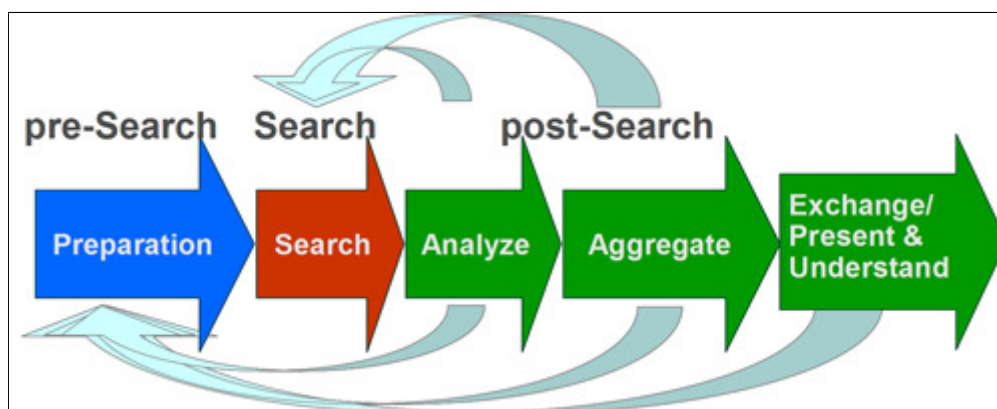 pre-Search
Search
post-Search
Preparation
Search
Analyze
Aggregate
Exchange/
Present &
Understand